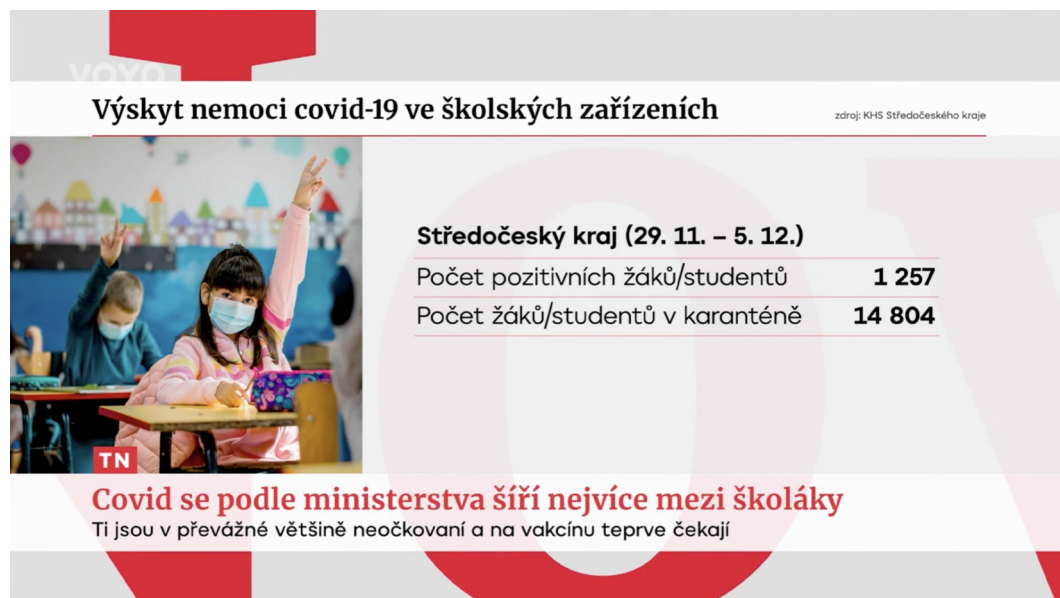 VOYO
Výskyt nemoci covid-19 ve školských zařízeních
zdroj: KHS Středočeského kraje
Středočeský kraj (29. 11. – 5. 12.)
Počet pozitivních žáků/studentů 1 257
Počet žáků/studentů v karanténě 14 804
TN
Covid se podle ministerstva šíří nejvíce mezi školáky
Ti jsou v převážné většině neočkovaní a na vakcínu teprve čekají